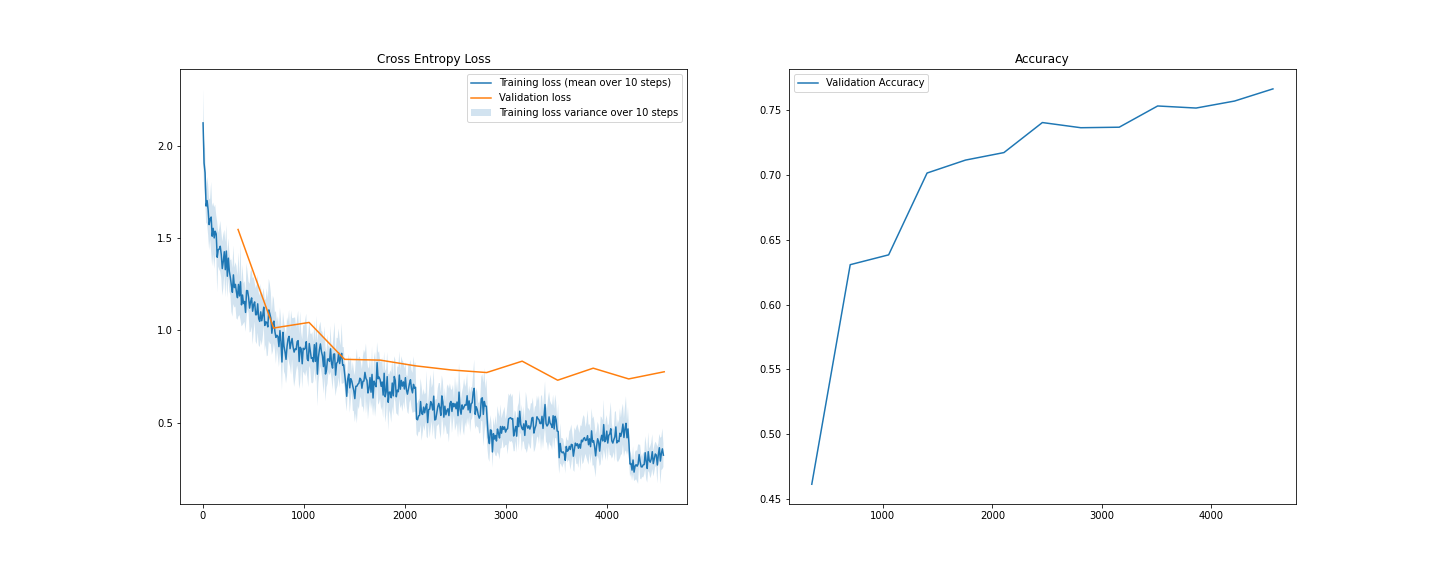 Cross Entropy Loss
Training loss (mean over 10 steps)
Validation loss
Training loss variance over 10 steps
2.0
1.5
1.0
0.5
0 1000 2000 3000 4000
Accuracy
Validation Accuracy
0.75
0.70
0.65
0.60
0.55
0.50
0.45
1000 2000 3000 4000